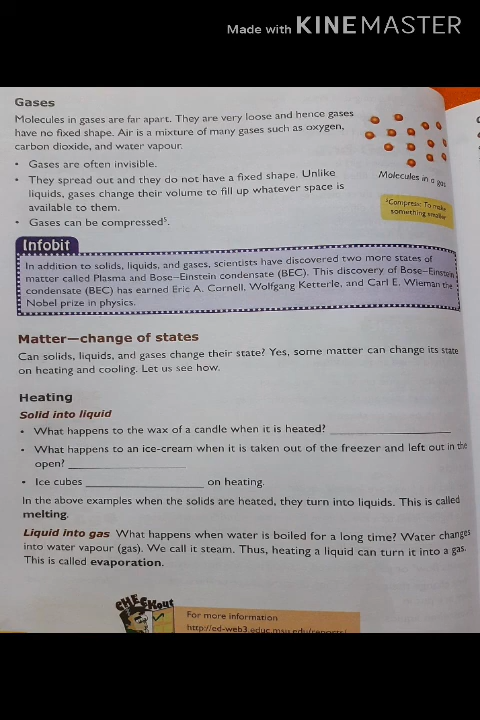 Made with KINEMASTER
Gases
Molecules in gases are far apart. They are very loose and hence gases
have no fixed shape. Air is a mixture of many gases such as oxygen,
carbon dioxide, and water vapour.
• Gases are often invisible.
• They spread out and they do not have a fixed shape. Unlike
liquids, gases change their volume to fill up whatever space is
available to them.
• Gases can be compressed⁵.
Molecules in a gas
⁵Compress: To make
something smaller
Infobit
In addition to solids, liquids, and gases, scientists have discovered two more states of
matter called Plasma and Bose-Einstein condensate (BEC). This discovery of Bose-Einstein
condensate (BEC) has earned Eric A. Cornell, Wolfgang Ketterle, and Carl E. Wieman the
Nobel prize in physics.
Matter—change of states
Can solids, liquids, and gases change their state? Yes, some matter can change its state
on heating and cooling. Let us see how.
Heating
Solid into liquid
• What happens to the wax of a candle when it is heated? ____________
• What happens to an ice-cream when it is taken out of the freezer and left out in the
open? ____________
• Ice cubes ____________ on heating.
In the above examples when the solids are heated, they turn into liquids. This is called
melting.
Liquid into gas What happens when water is boiled for a long time? Water changes
into water vapour (gas). We call it steam. Thus, heating a liquid can turn it into a gas.
This is called evaporation.
CHECKout
For more information
http://ed-web3.educ.msu.edu/reports/